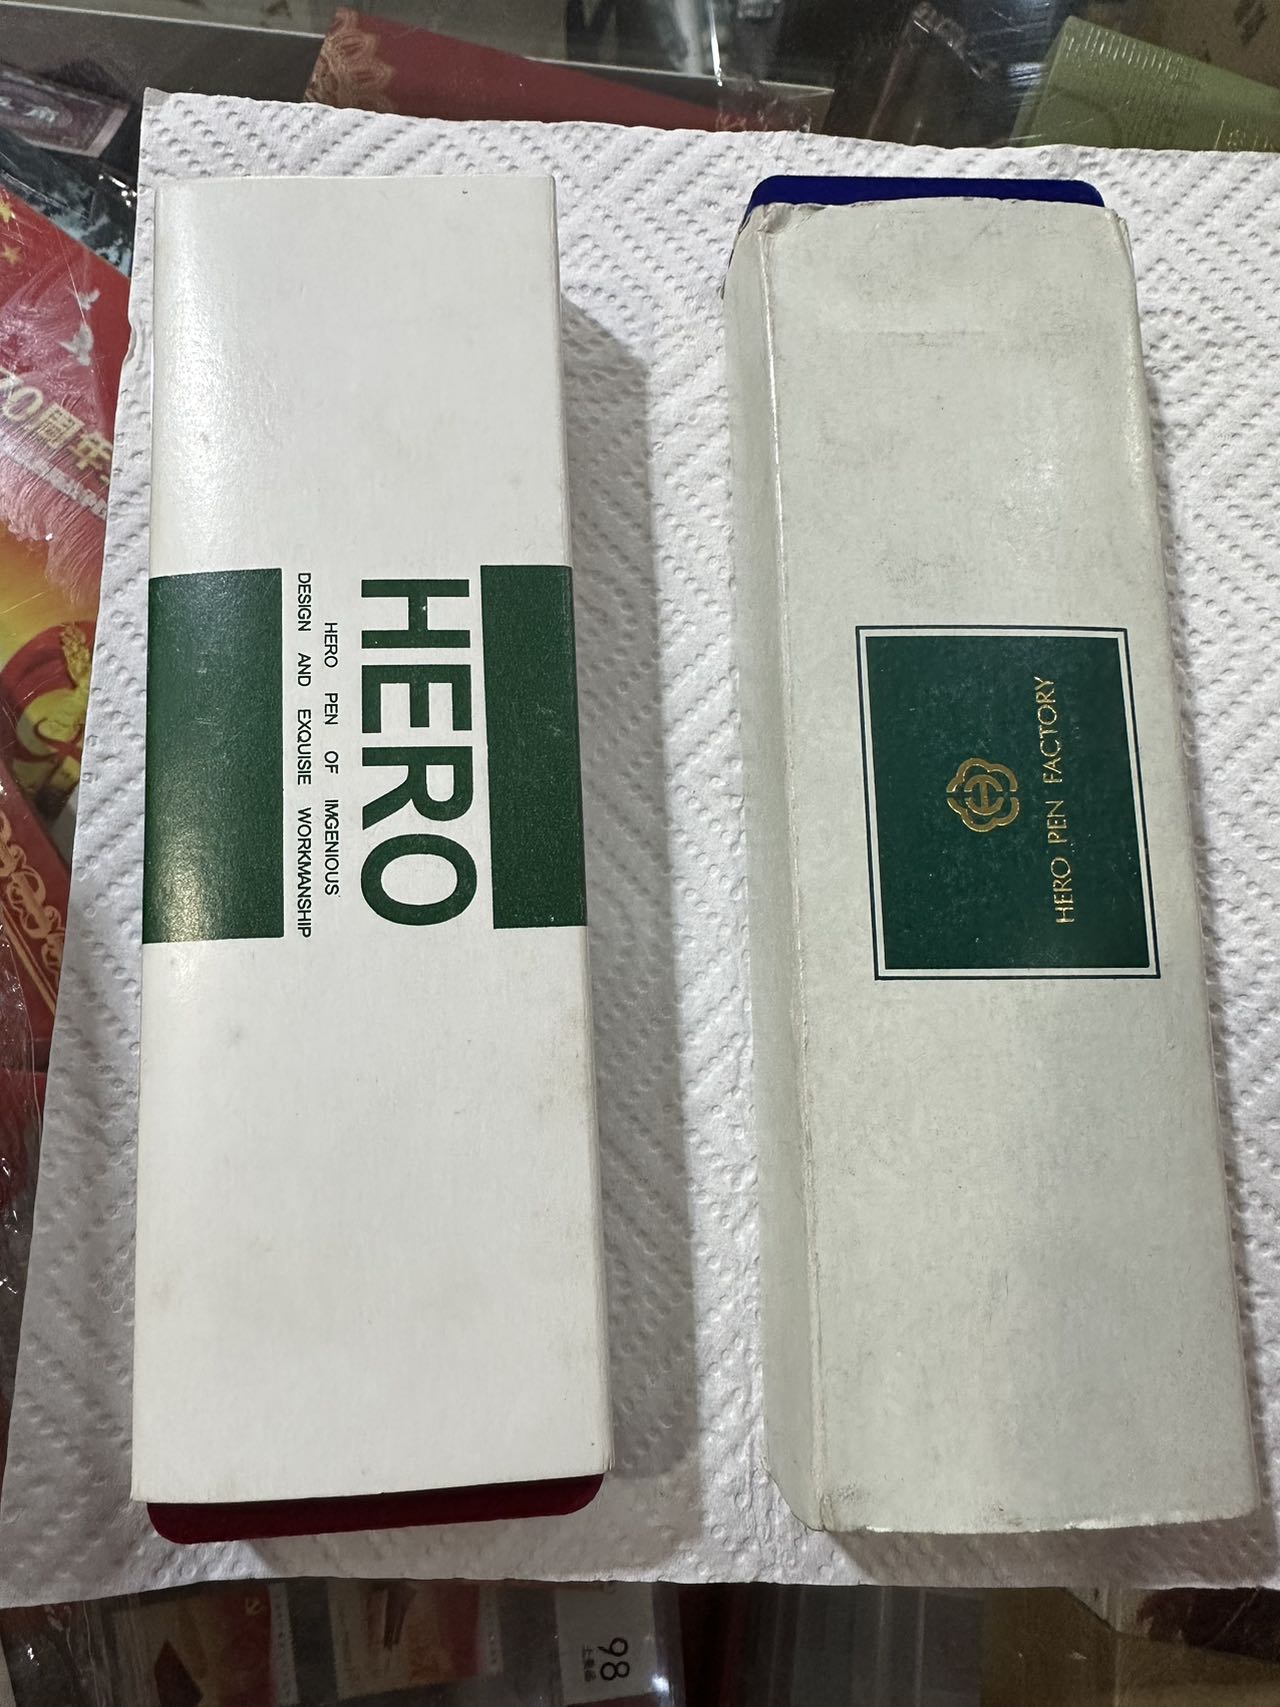 HERO
HERO PEN OF IMGENIOUS
DESIGN AND EXQUISIE WORKMANSHIP
HERO PEN FACTORY
70周年
98